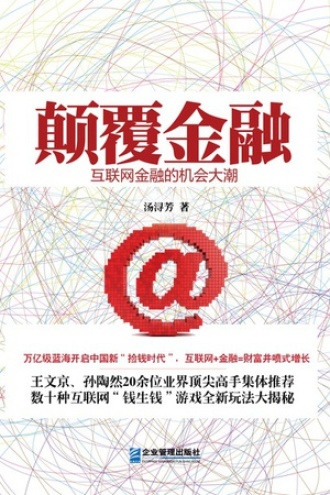 颠覆金融
互联网金融的机会大潮
汤浔芳 著
@
万亿级蓝海开启中国新“捡钱时代”,互联网+金融=财富井喷式增长
王文京、孙陶然20余位业界顶尖高手集体推荐
数十种互联网“钱生钱”游戏全新玩法大揭秘
企业管理出版社